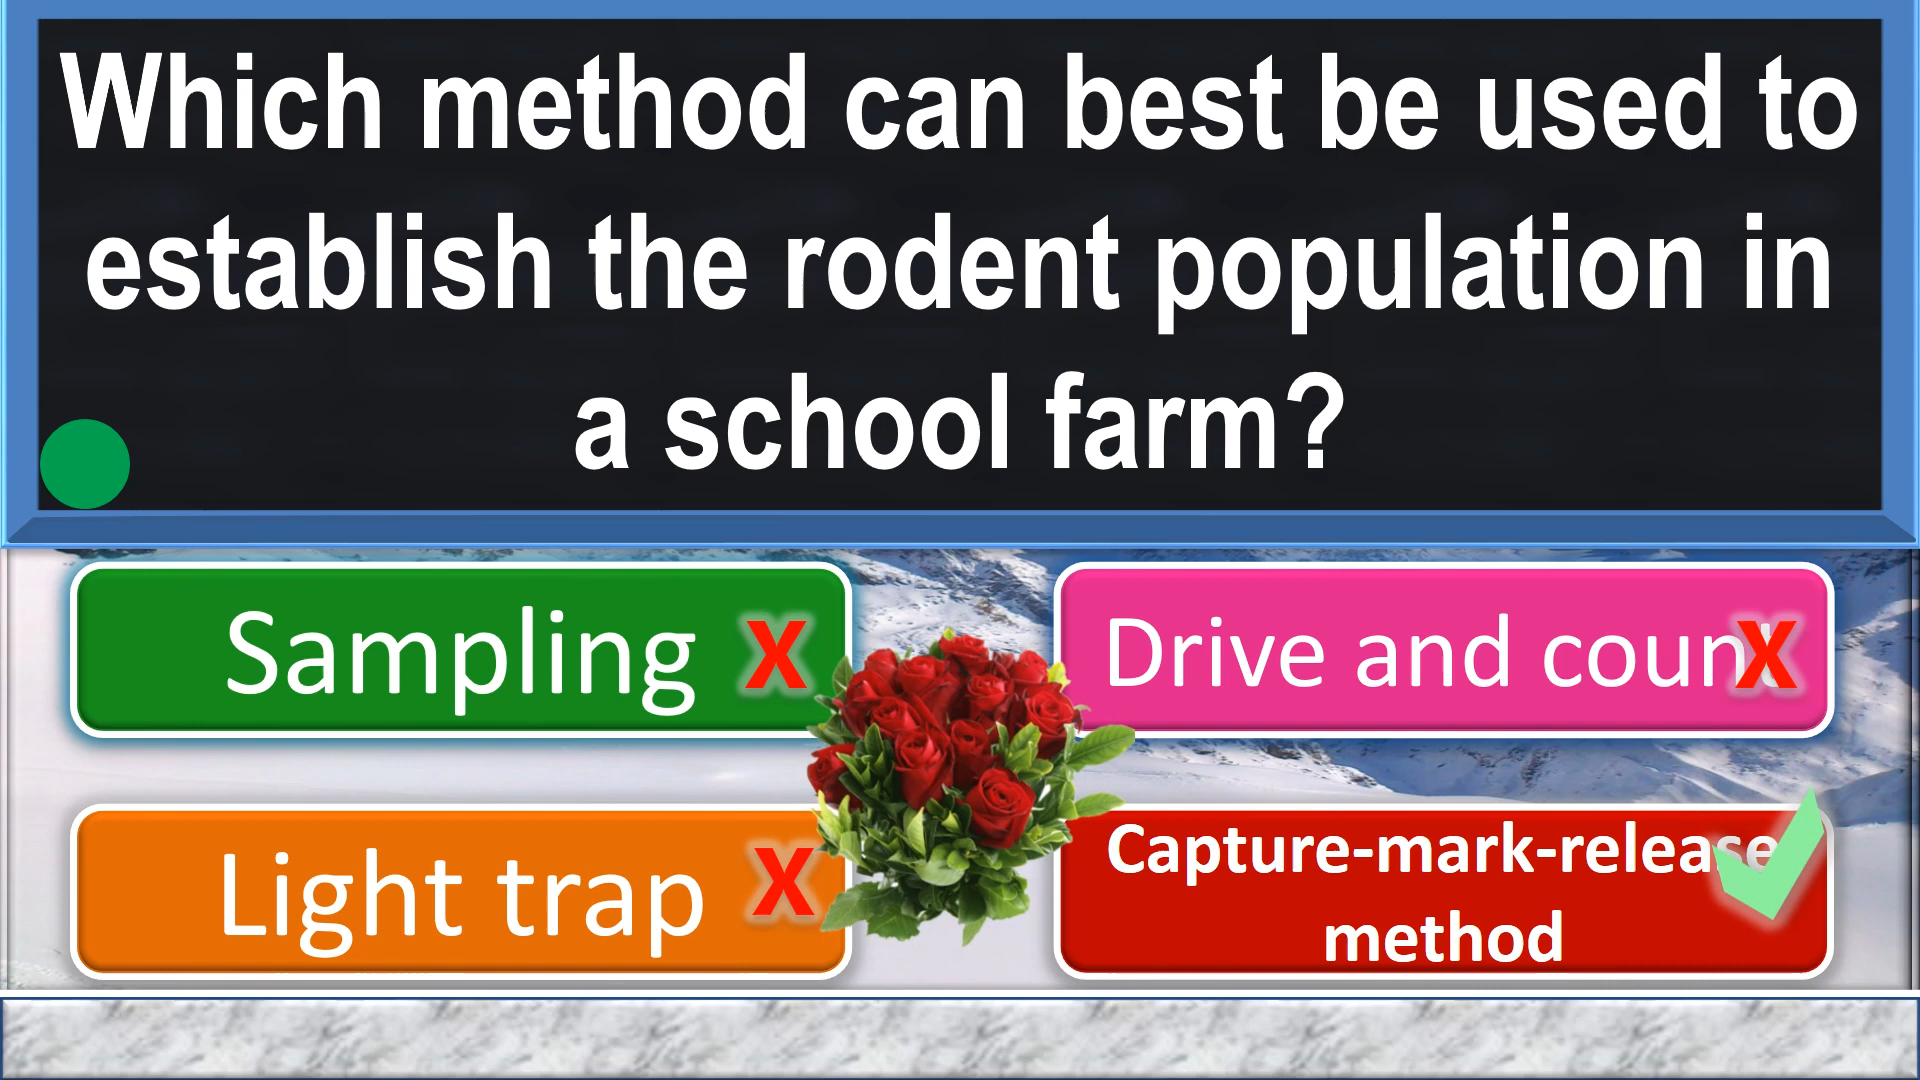 Which method can best be used to
establish the rodent population in
a school farm?
Sampling X
Drive and count X
Light trap X
Capture-mark-release
method